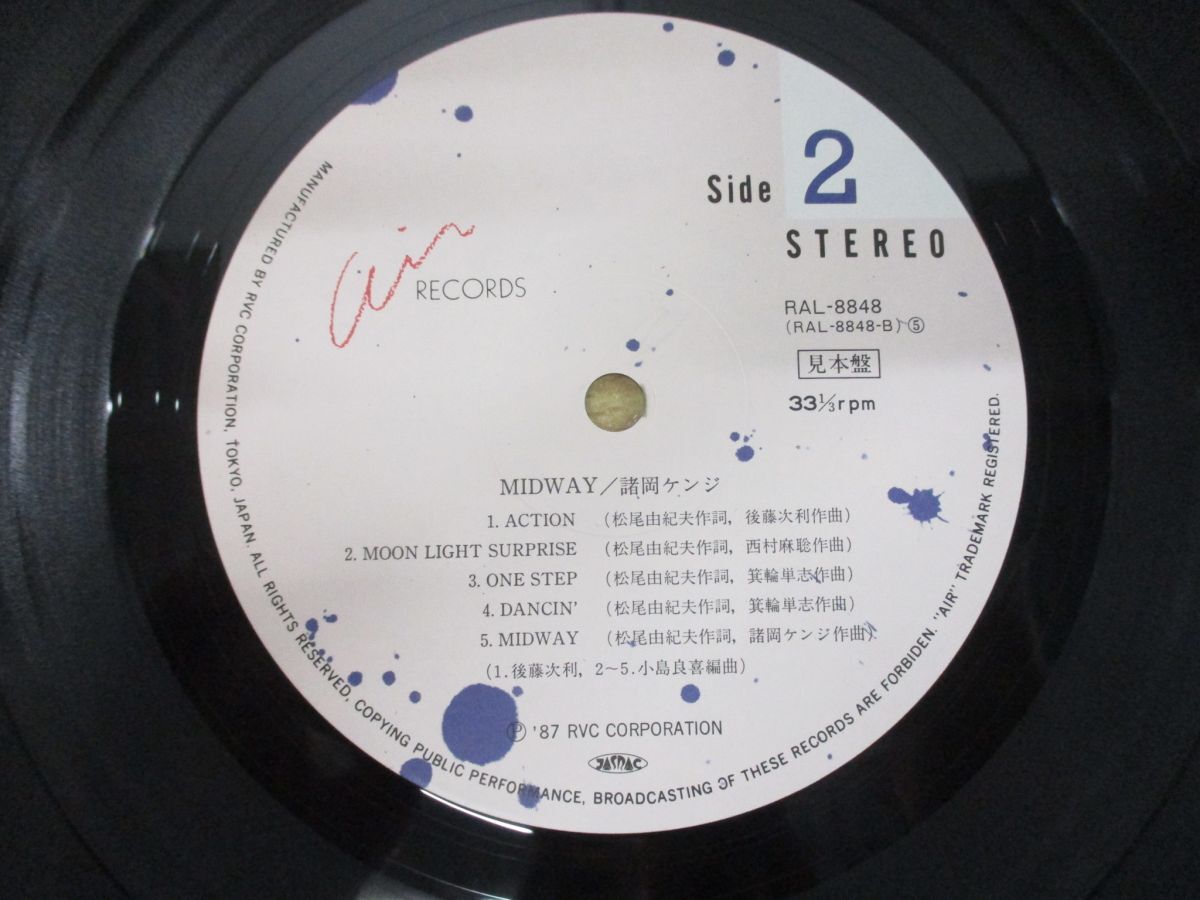 Side 2
STEREO
air RECORDS
RAL-8848
(RAL-8848-B) ⑤
見本盤
33⅓rpm
MIDWAY/諸岡ケンジ
1. ACTION (松尾由紀夫作詞, 後藤次利作曲)
2. MOON LIGHT SURPRISE (松尾由紀夫作詞, 西村麻聡作曲)
3. ONE STEP (松尾由紀夫作詞, 箕輪単志作曲)
4. DANCIN' (松尾由紀夫作詞, 箕輪単志作曲)
5. MIDWAY (松尾由紀夫作詞, 諸岡ケンジ作曲)
(1.後藤次利, 2〜5.小島良喜編曲)
Ⓟ '87 RVC CORPORATION
JASRAC
MANUFACTURED BY RVC CORPORATION, TOKYO, JAPAN. ALL RIGHTS RESERVED, COPYING PUBLIC PERFORMANCE, BROADCASTING OF THESE RECORDS ARE FORBIDDEN. "AIR" TRADEMARK REGISTERED.